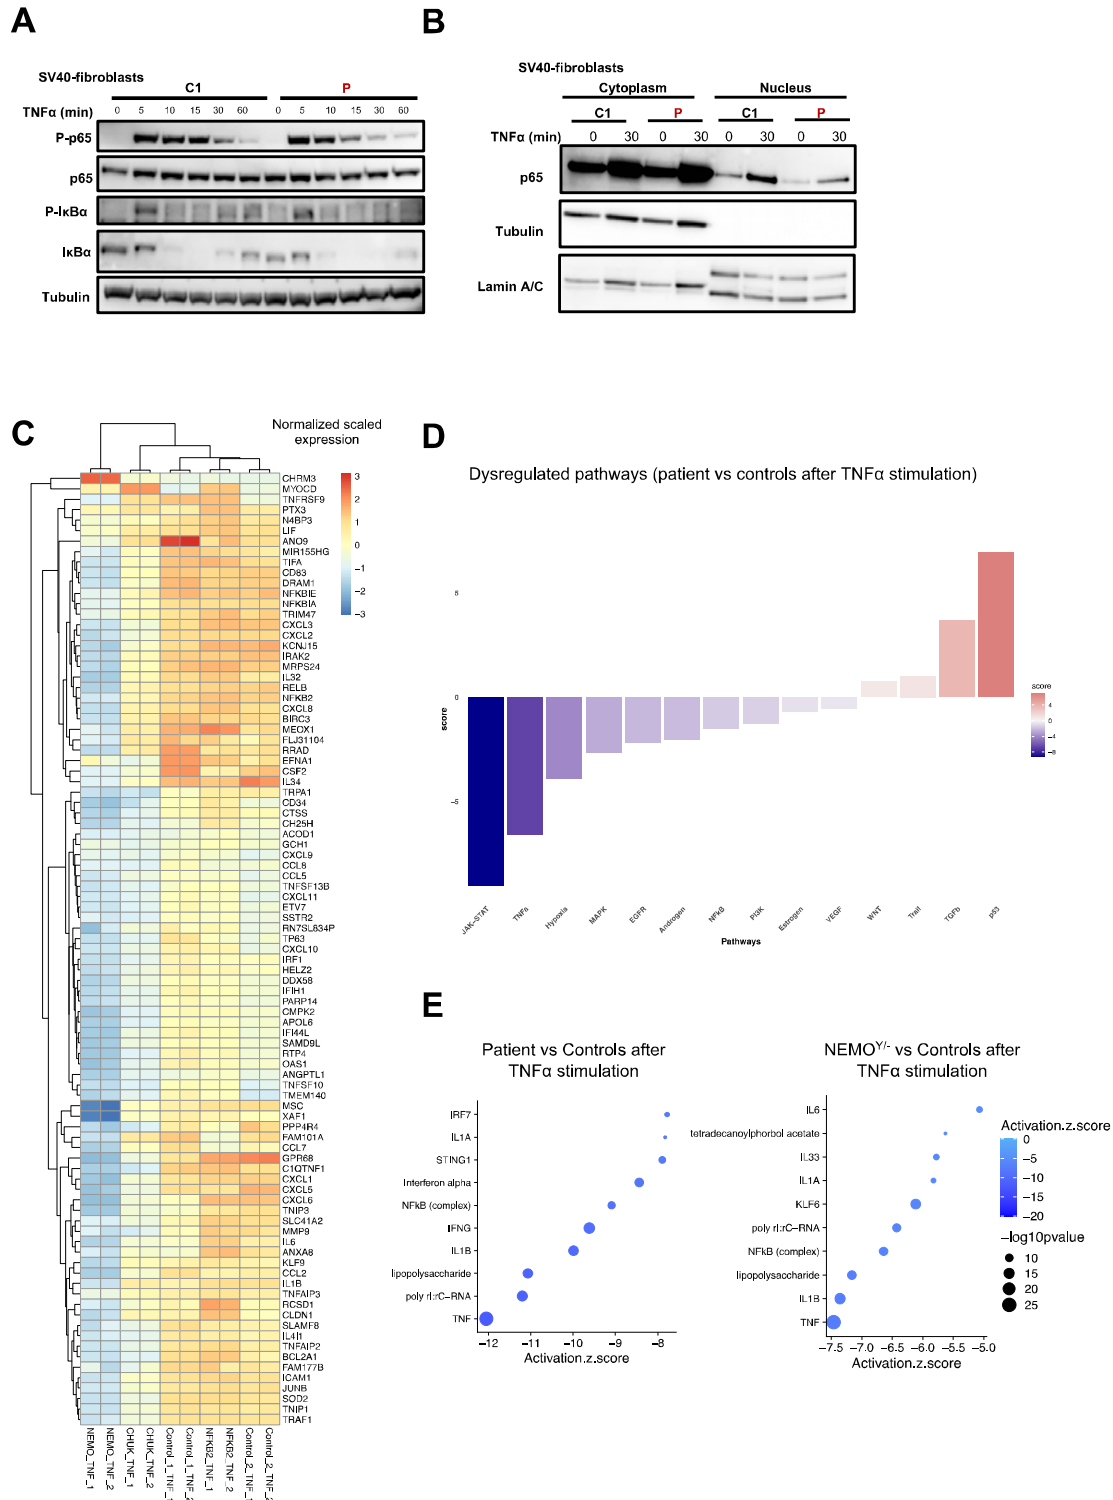 A
SV40-fibroblasts
C1
P
TNFα (min)
0 5 10 15 30 60 0 5 10 15 30 60
P-p65
p65
P-IκBα
IκBα
Tubulin
B
SV40-fibroblasts
Cytoplasm
Nucleus
C1 P C1 P
TNFα (min) 0 30 0 30 0 30 0 30
p65
Tubulin
Lamin A/C
C
Normalized scaled
expression
3
2
1
0
−1
−2
−3
CHRM3
MYOCD
TNFRSF9
PTX3
N4BP3
LIF
ANO9
MIR155HG
TIFA
CD83
DRAM1
NFKBIE
NFKBIA
TRIM47
CXCL3
CXCL2
KCNJ15
IRAK2
MRPS24
IL32
RELB
NFKB2
CXCL8
BIRC3
MEOX1
FLJ31104
RRAD
EFNA1
CSF2
IL34
TRPA1
CD34
CTSS
CH25H
ACOD1
GCH1
CXCL9
CCL8
CCL5
TNFSF13B
CXCL11
ETV7
SSTR2
RN7SL834P
TP63
CXCL10
IRF1
HELZ2
DDX58
IFIH1
PARP14
CMPK2
APOL6
IFI44L
SAMD9L
RTP4
OAS1
ANGPTL1
TNFSF10
TMEM140
MSC
XAF1
PPP4R4
FAM101A
CCL7
GPR68
C1QTNF1
CXCL1
CXCL5
CXCL6
TNIP3
SLC41A2
MMP9
IL6
ANXA8
KLF9
CCL2
IL1B
TNFAIP3
RCSD1
CLDN1
SLAMF8
IL4I1
TNFAIP2
BCL2A1
FAM177B
ICAM1
JUNB
SOD2
TNIP1
TRAF1
NEMO_TNF_1
NEMO_TNF_2
CHUK_TNF_1
CHUK_TNF_2
Control_1_TNF_1
Control_1_TNF_2
NFKB2_TNF_1
NFKB2_TNF_2
Control_2_TNF_1
Control_2_TNF_2
D
Dysregulated pathways (patient vs controls after TNFα stimulation)
score
5
0
−5
JAK−STAT
TNFa
Hypoxia
MAPK
EGFR
Androgen
NFkB
PI3K
Estrogen
VEGF
WNT
Trail
TGFb
p53
Pathways
score
4
0
−4
−8
E
Patient vs Controls after
TNFα stimulation
IRF7
IL1A
STING1
Interferon alpha
NFkB (complex)
IFNG
IL1B
lipopolysaccharide
poly rI:rC−RNA
TNF
−12 −11 −10 −9 −8
Activation.z.score
NEMOY/- vs Controls after
TNFα stimulation
IL6
tetradecanoylphorbol acetate
IL33
IL1A
KLF6
poly rI:rC−RNA
NFkB (complex)
lipopolysaccharide
IL1B
TNF
−7.5 −7.0 −6.5 −6.0 −5.5 −5.0
Activation.z.score
Activation.z.score
0
−5
−10
−15
−20
−log10pvalue
10
15
20
25